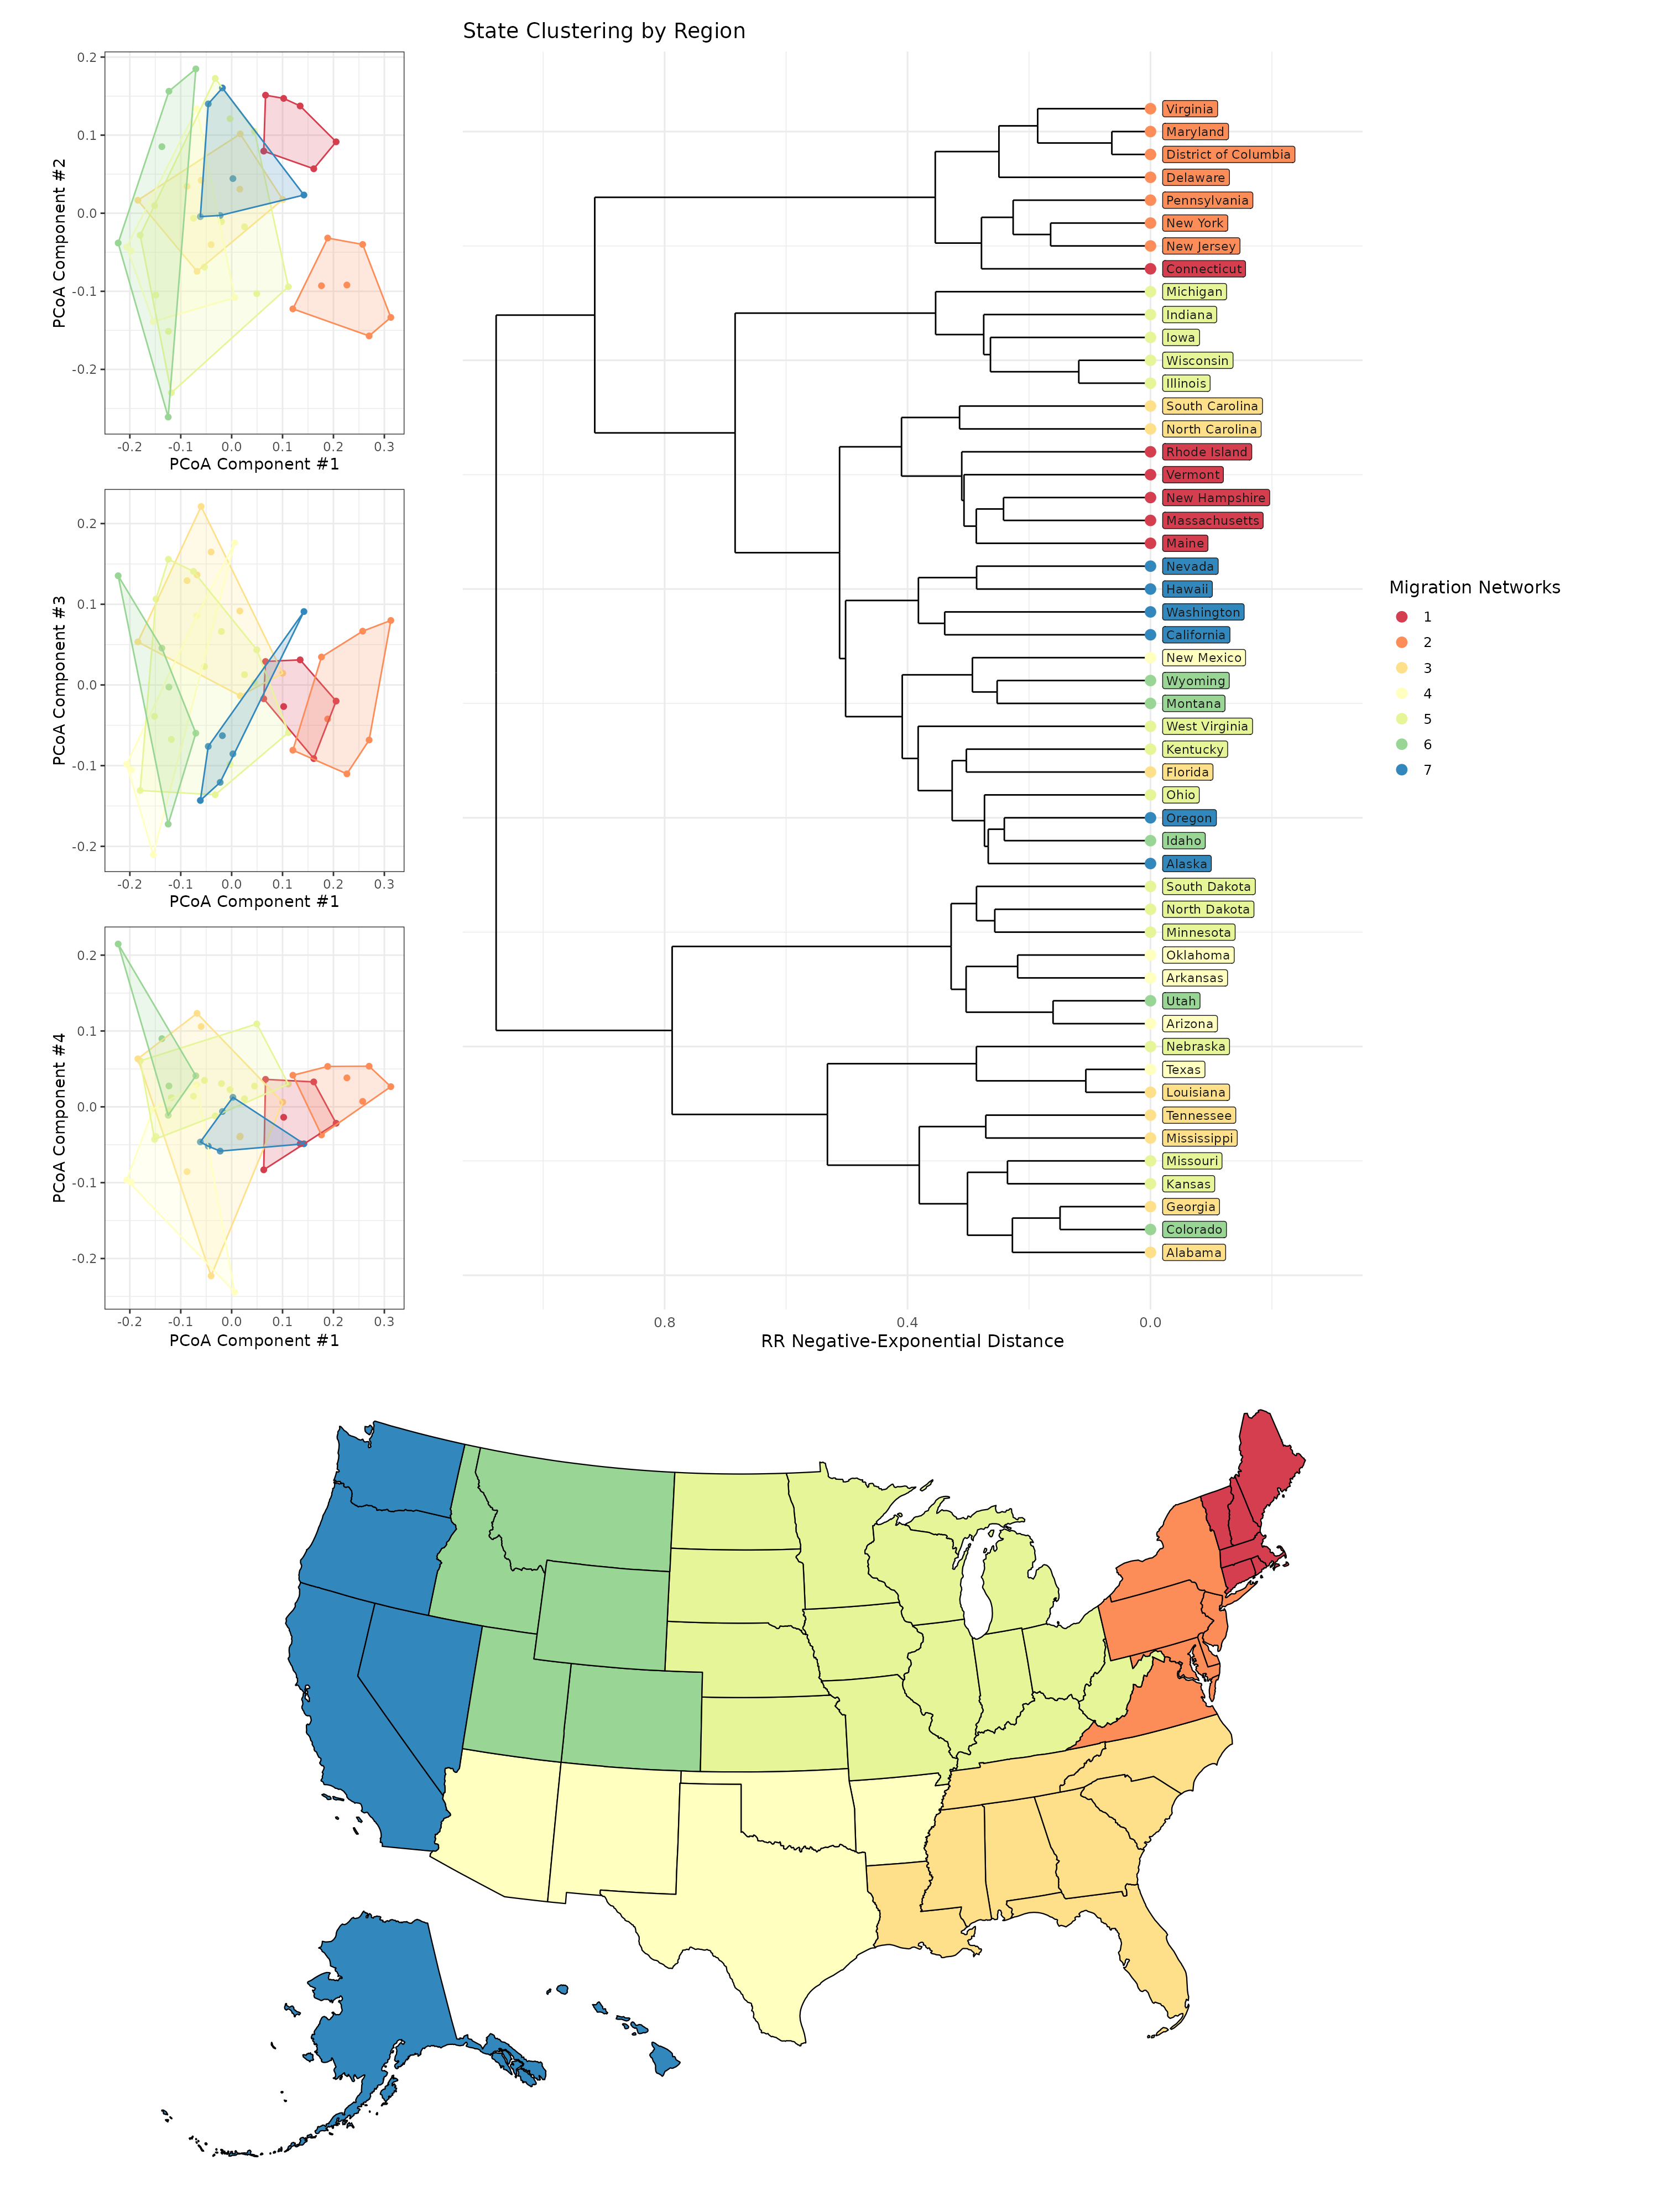 State Clustering by Region
0.2
0.1
0.0
-0.1
-0.2
-0.2 -0.1 0.0 0.1 0.2 0.3
PCoA Component #1
PCoA Component #2
0.2
0.1
0.0
-0.1
-0.2
-0.2 -0.1 0.0 0.1 0.2 0.3
PCoA Component #1
PCoA Component #3
0.2
0.1
0.0
-0.1
-0.2
-0.2 -0.1 0.0 0.1 0.2 0.3
PCoA Component #1
PCoA Component #4
Virginia
Maryland
District of Columbia
Delaware
Pennsylvania
New York
New Jersey
Connecticut
Michigan
Indiana
Iowa
Wisconsin
Illinois
South Carolina
North Carolina
Rhode Island
Vermont
New Hampshire
Massachusetts
Maine
Nevada
Hawaii
Washington
California
New Mexico
Wyoming
Montana
West Virginia
Kentucky
Florida
Ohio
Oregon
Idaho
Alaska
South Dakota
North Dakota
Minnesota
Oklahoma
Arkansas
Utah
Arizona
Nebraska
Texas
Louisiana
Tennessee
Mississippi
Missouri
Kansas
Georgia
Colorado
Alabama
0.8 0.4 0.0
RR Negative-Exponential Distance
Migration Networks
1
2
3
4
5
6
7